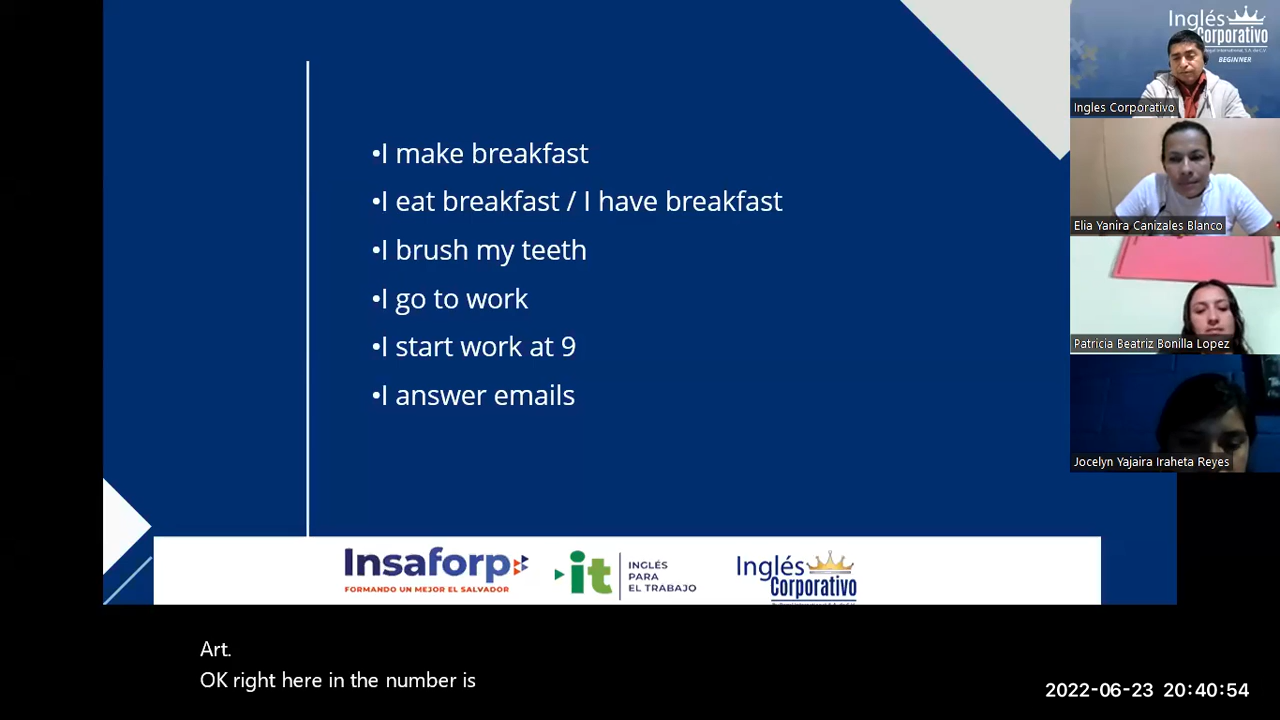 •I make breakfast
•I eat breakfast / I have breakfast
•I brush my teeth
•I go to work
•I start work at 9
•I answer emails
Insaforp
FORMANDO UN MEJOR EL SALVADOR
it
INGLÉS
PARA
EL TRABAJO
Inglés
Corporativo
Inglés
Corporativo
BEGINNER
Ingles Corporativo
Elia Yanira Canizales Blanco
Patricia Beatriz Bonilla Lopez
Jocelyn Yajaira Iraheta Reyes
Art.
OK right here in the number is
2022-06-23 20:40:54